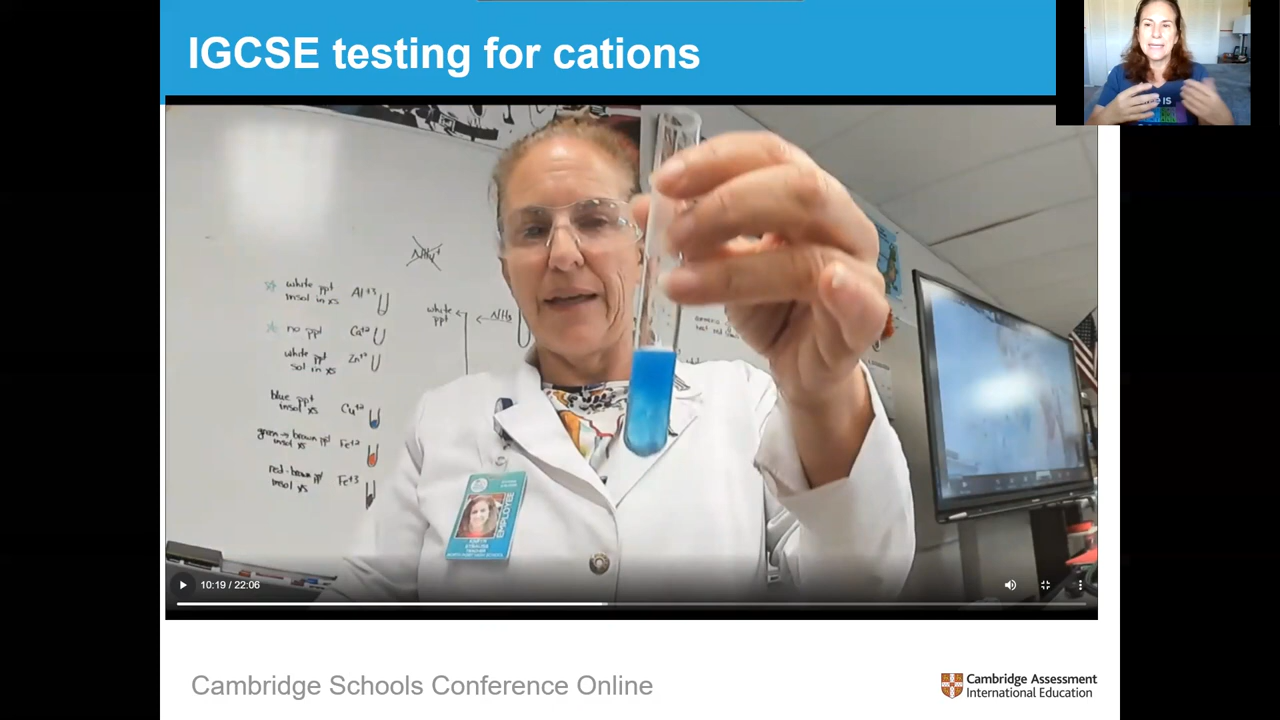 IGCSE testing for cations
white ppt
insol in xs
Al+3
no ppt
Ca+2
white ppt
sol in xs
Zn+2
blue ppt
insol xs
Cu+2
green → brown ppt
insol xs
Fe+2
red-brown ppt
insol xs
Fe+3
NH4+
white
ppt
NH3
IS
EMPLOYEE
10:19 / 22:06
Cambridge Schools Conference Online
Cambridge Assessment
International Education